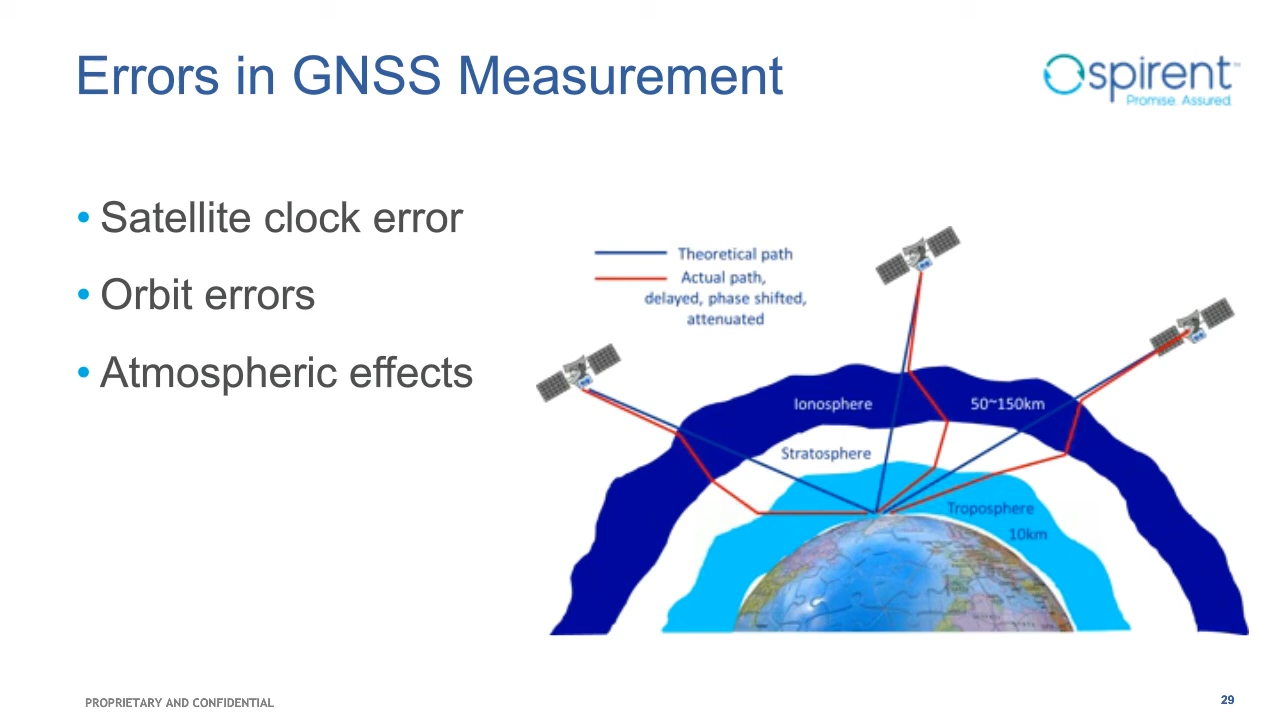 Errors in GNSS Measurement
spirent™
Promise. Assured.
• Satellite clock error
• Orbit errors
• Atmospheric effects
Theoretical path
Actual path,
delayed, phase shifted,
attenuated
Ionosphere 50~150km
Stratosphere
Troposphere
10km
PROPRIETARY AND CONFIDENTIAL
29